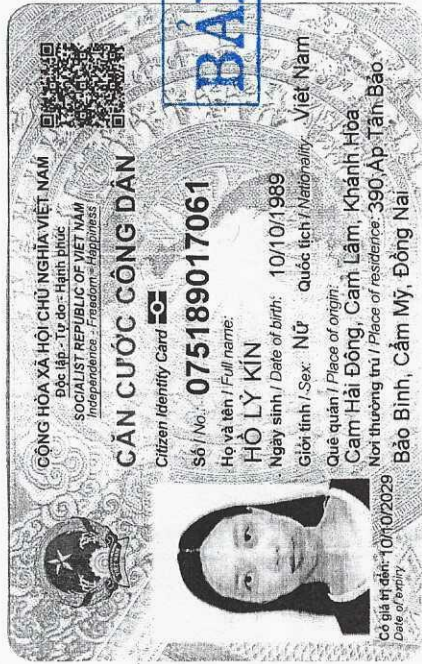 CỘNG HÒA XÃ HỘI CHỦ NGHĨA VIỆT NAM
Độc lập - Tự do - Hạnh phúc
SOCIALIST REPUBLIC OF VIET NAM
Independence - Freedom - Happiness
CĂN CƯỚC CÔNG DÂN
Citizen Identity Card
Số / No.: 075189017061
Họ và tên / Full name:
HỒ LÝ KÍN
Ngày sinh / Date of birth: 10/10/1989
Giới tính / Sex: Nữ Quốc tịch / Nationality: Việt Nam
Quê quán / Place of origin:
Cam Hải Đông, Cam Lâm, Khánh Hòa
Nơi thường trú / Place of residence: 390 Ấp Tân Bảo
Bảo Bình, Cẩm Mỹ, Đồng Nai
Có giá trị đến: 10/10/2029
Date of expiry